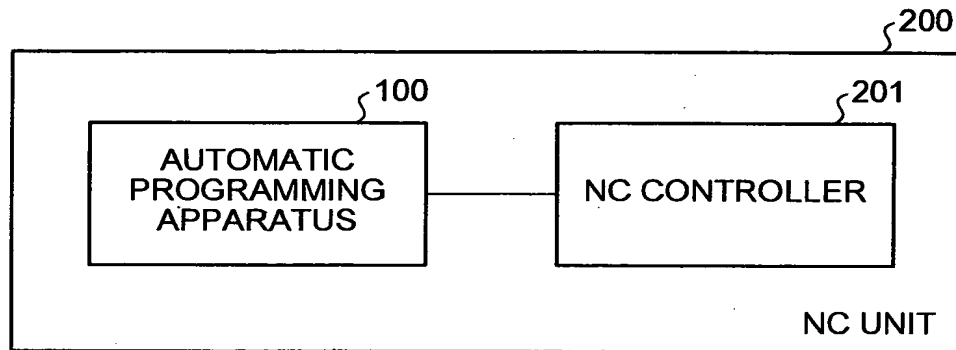 200
100
201
AUTOMATIC
PROGRAMMING
APPARATUS
NC CONTROLLER
NC UNIT